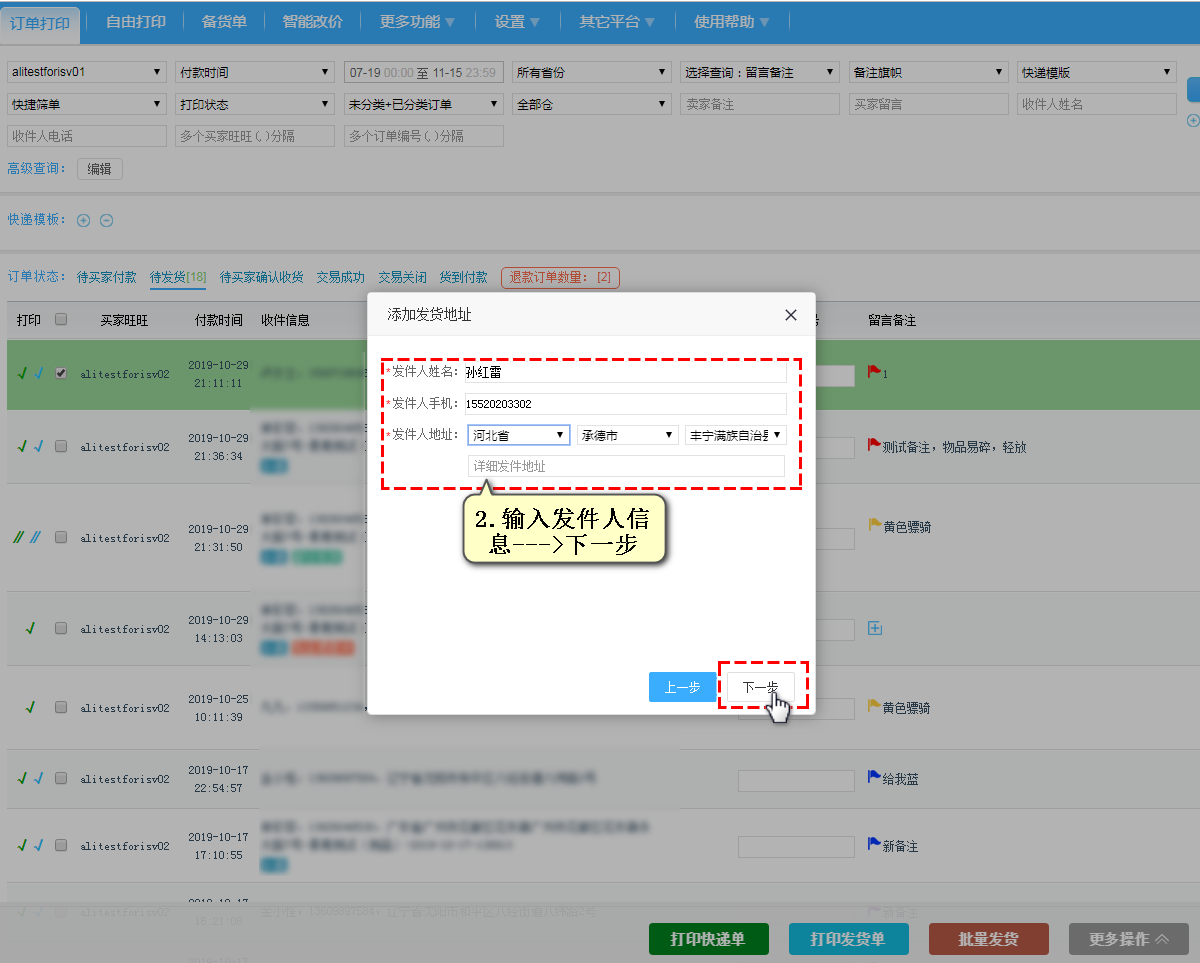 订单打印 自由打印 备货单 智能改价 更多功能 设置 其它平台 使用帮助
alitestforisv01 付款时间 07-19 00:00 至 11-15 23:59 所有省份 选择查询：留言备注 备注旗帜 快递模版
快捷筛单 打印状态 未分类+已分类订单 全部仓 卖家备注 买家留言 收件人姓名
收件人电话 多个买家旺旺(,)分隔 多个订单编号(,)分隔
高级查询： 编辑
快递模板：
订单状态： 待买家付款 待发货[18] 待买家确认收货 交易成功 交易关闭 货到付款 退款订单数量： [2]
打印 买家旺旺 付款时间 收件信息 留言备注
alitestforisv02 2019-10-29 21:11:11 1
alitestforisv02 2019-10-29 21:36:34 测试备注，物品易碎，轻放
alitestforisv02 2019-10-29 21:31:50 黄色骠骑
alitestforisv02 2019-10-29 14:13:03
alitestforisv02 2019-10-25 10:11:39 黄色骠骑
alitestforisv02 2019-10-17 22:54:57 给我蓝
alitestforisv02 2019-10-17 17:10:55 新备注
添加发货地址
*发件人姓名： 孙红雷
*发件人手机： 15520203302
*发件人地址： 河北省 承德市 丰宁满族自治县
详细发件地址
2.输入发件人信
息--->下一步
上一步 下一步
alitestforisv02 新备注
打印快递单 打印发货单 批量发货 更多操作